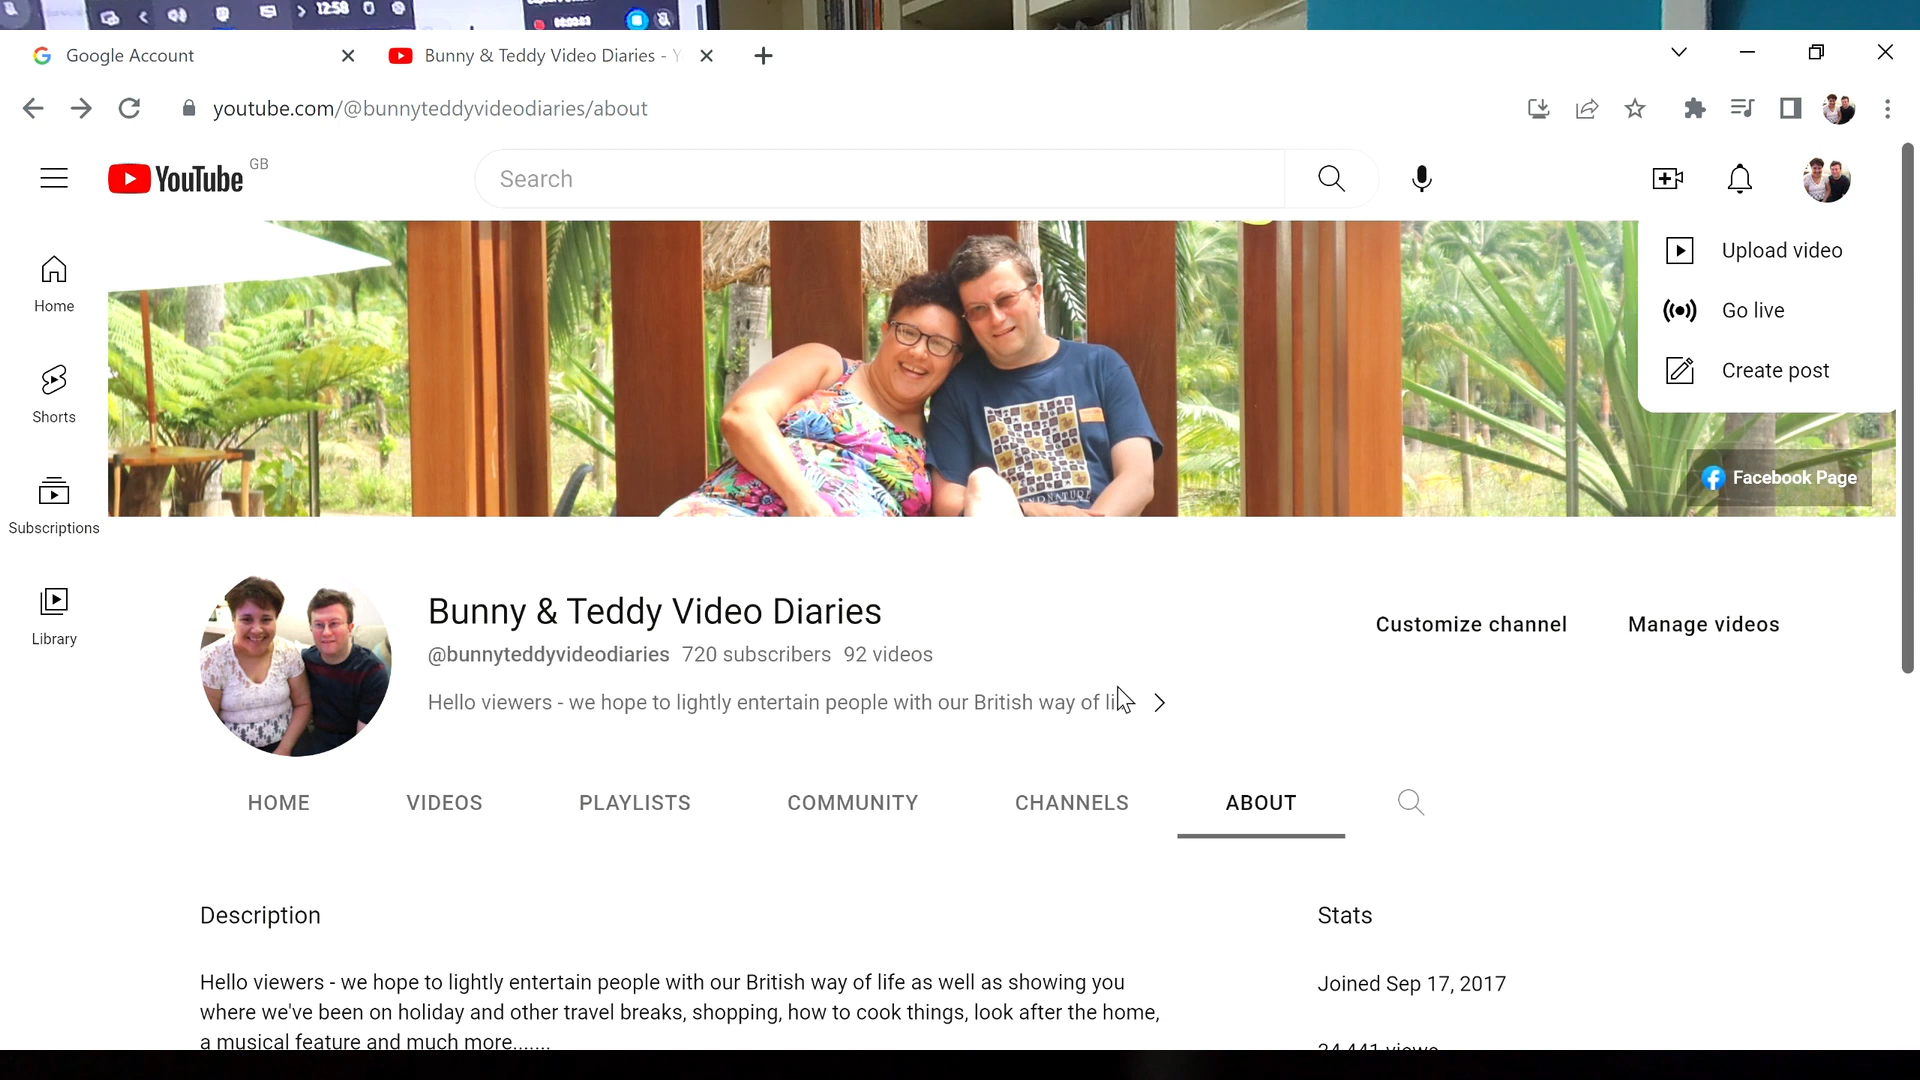 12:58
Google Account
Bunny & Teddy Video Diaries - Y
youtube.com/@bunnyteddyvideodiaries/about
YouTube GB
Search
Upload video
Go live
Create post
Home
Shorts
Subscriptions
Library
Facebook Page
Bunny & Teddy Video Diaries
@bunnyteddyvideodiaries 720 subscribers 92 videos
Hello viewers - we hope to lightly entertain people with our British way of li
Customize channel Manage videos
HOME VIDEOS PLAYLISTS COMMUNITY CHANNELS ABOUT
Description
Stats
Hello viewers - we hope to lightly entertain people with our British way of life as well as showing you
where we've been on holiday and other travel breaks, shopping, how to cook things, look after the home,
a musical feature and much more.......
Joined Sep 17, 2017